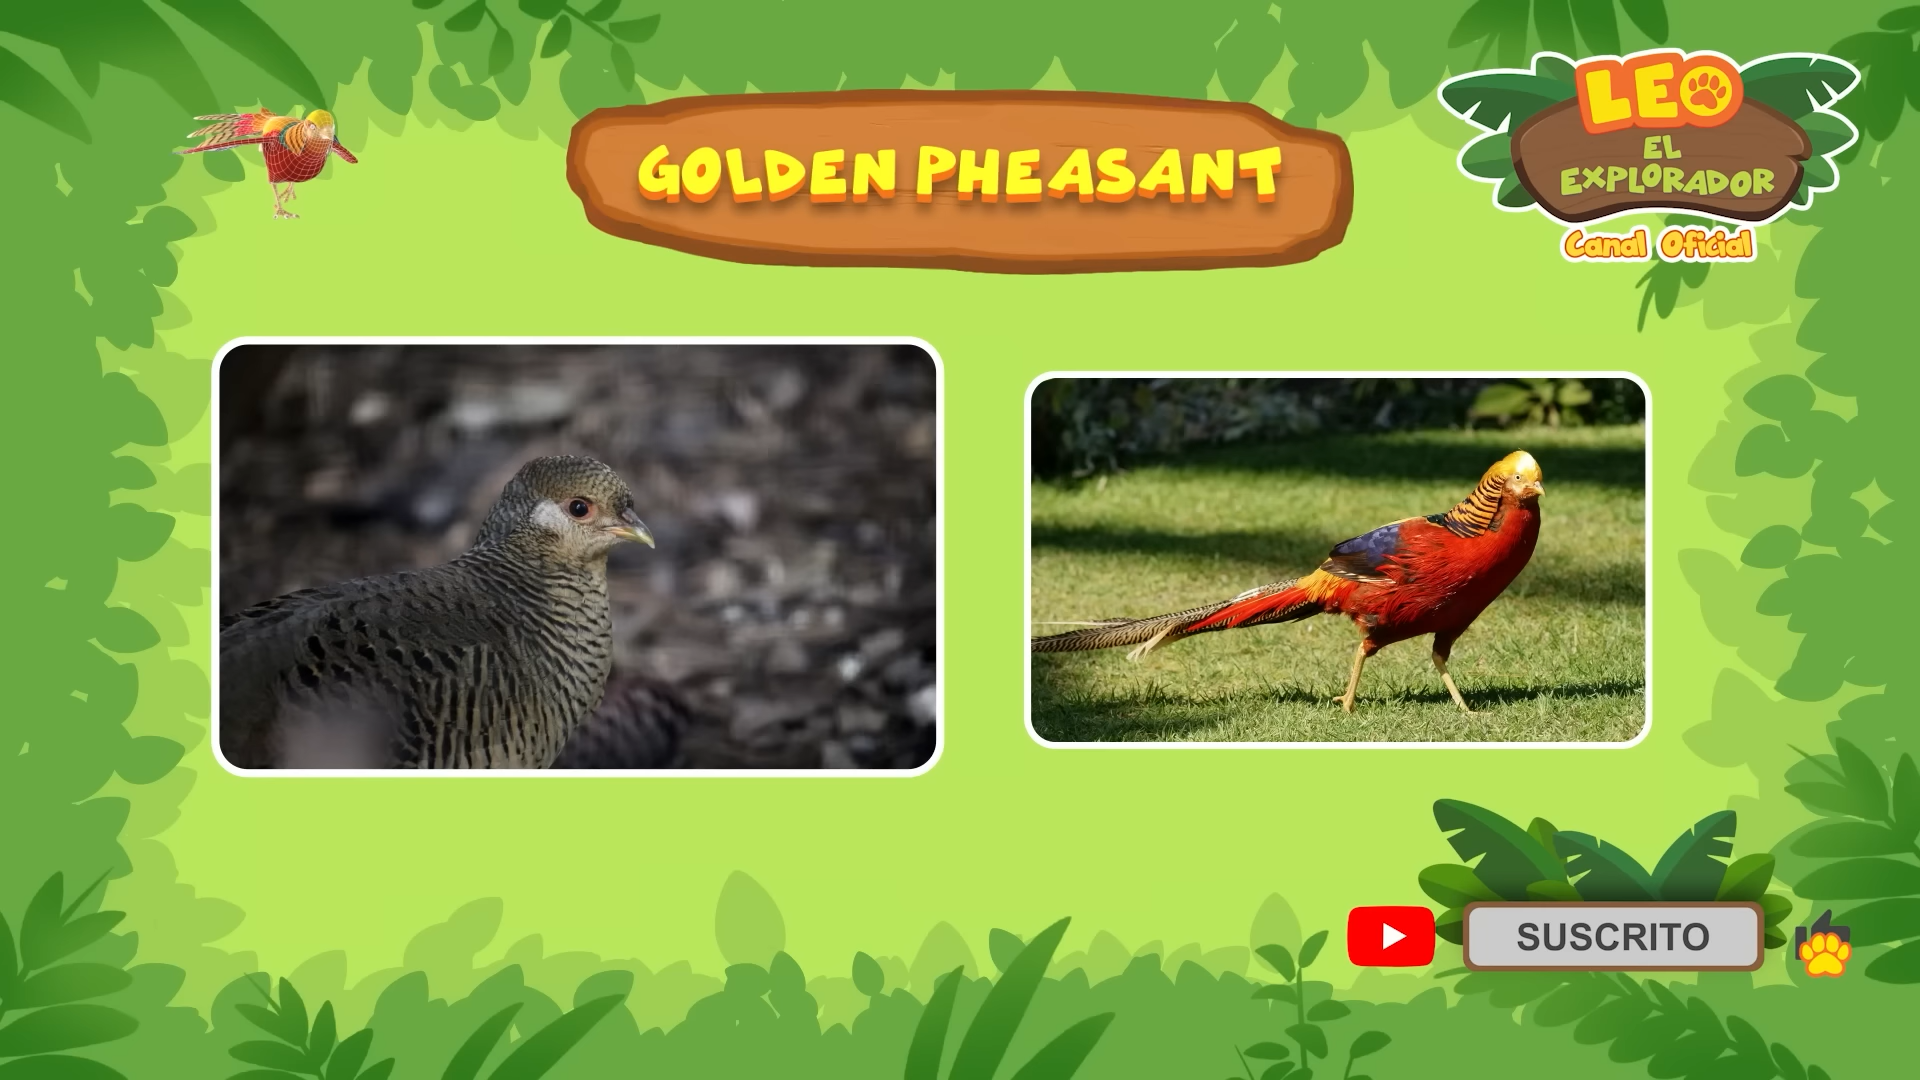 GOLDEN PHEASANT
LEO
EL
EXPLORADOR
Canal Oficial
SUSCRITO